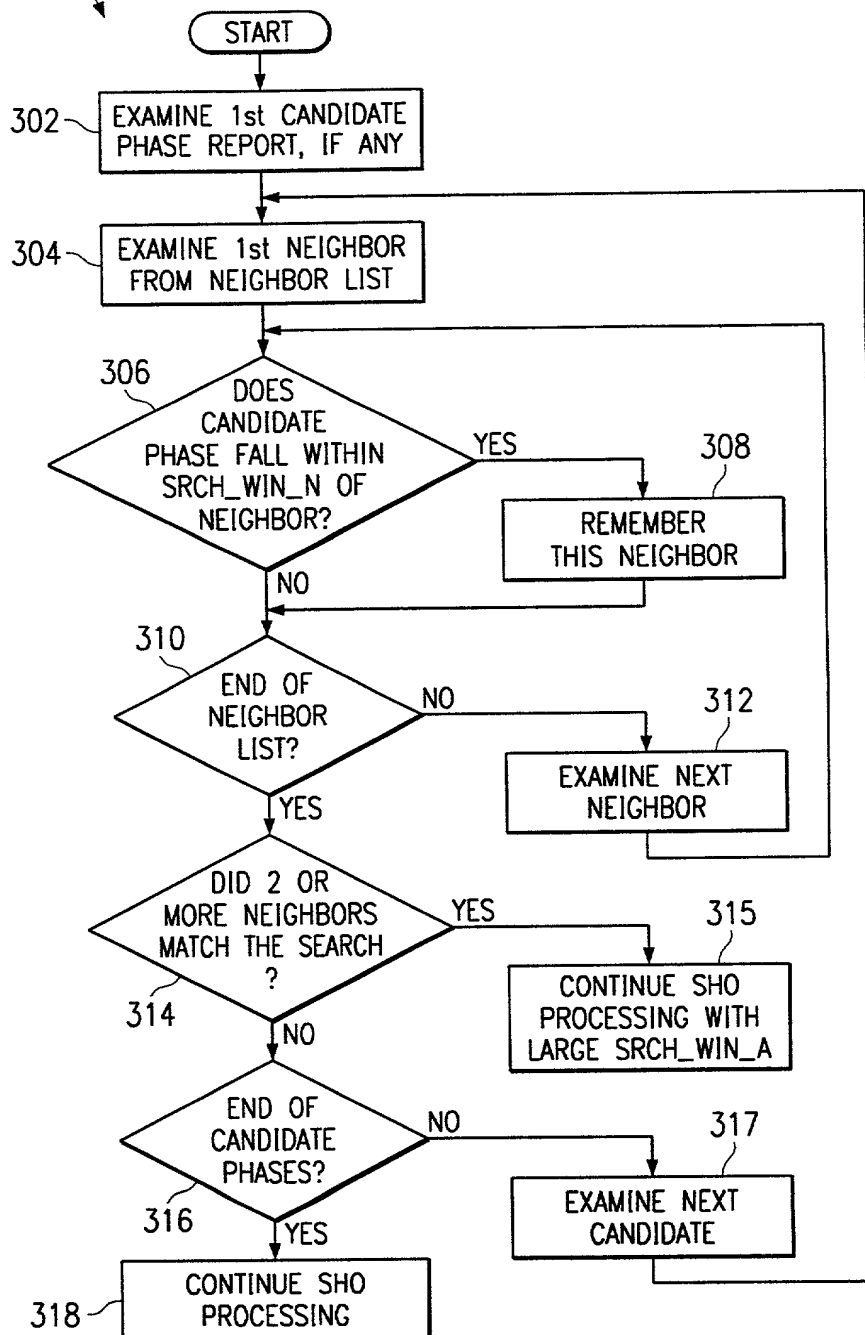 START
302
EXAMINE 1st CANDIDATE
PHASE REPORT, IF ANY
304
EXAMINE 1st NEIGHBOR
FROM NEIGHBOR LIST
306
DOES
CANDIDATE
PHASE FALL WITHIN
SRCH_WIN_N OF
NEIGHBOR?
YES
308
REMEMBER
THIS NEIGHBOR
NO
310
END OF
NEIGHBOR
LIST?
NO
312
EXAMINE NEXT
NEIGHBOR
YES
DID 2 OR
MORE NEIGHBORS
MATCH THE SEARCH
?
314
YES
315
CONTINUE SHO
PROCESSING WITH
LARGE SRCH_WIN_A
NO
END OF
CANDIDATE
PHASES?
316
NO
317
EXAMINE NEXT
CANDIDATE
YES
318
CONTINUE SHO
PROCESSING